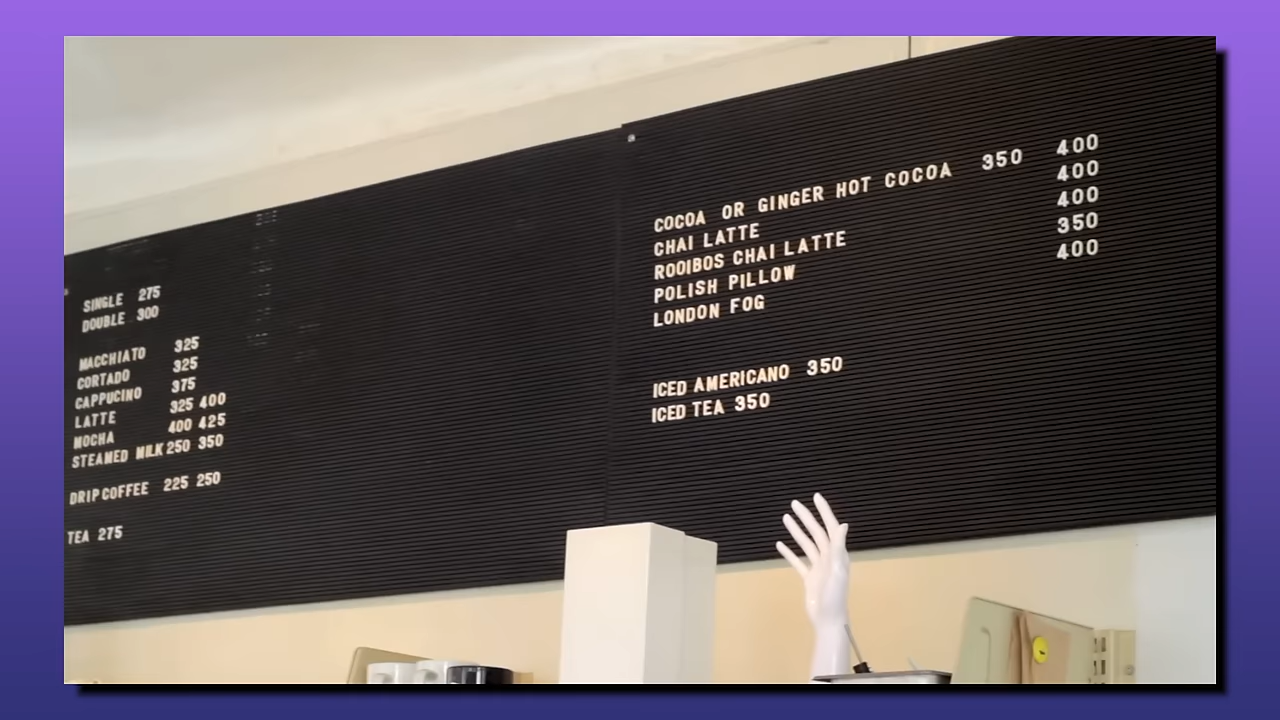 SINGLE 275
DOUBLE 300
MACCHIATO 325
CORTADO 325
CAPPUCINO 375
LATTE 325 400
MOCHA 400 425
STEAMED MILK 250 350
DRIP COFFEE 225 250
TEA 275
COCOA OR GINGER HOT COCOA 350 400
CHAI LATTE 400
ROOIBOS CHAI LATTE 400
POLISH PILLOW 350
LONDON FOG 400
ICED AMERICANO 350
ICED TEA 350